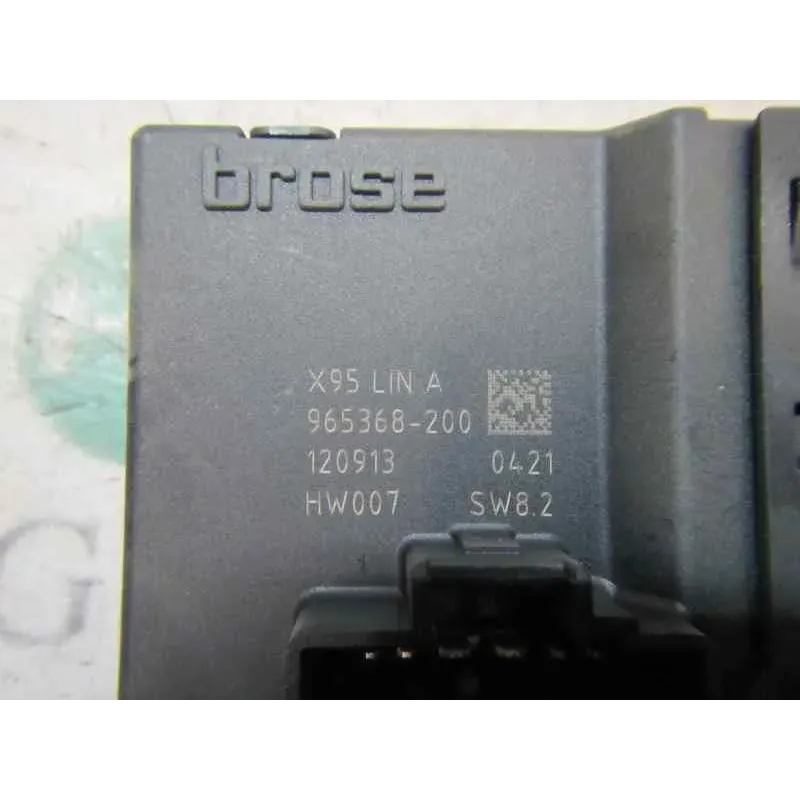 brose
X95 LIN A
965368-200
120913 0421
HW007 SW8.2
G